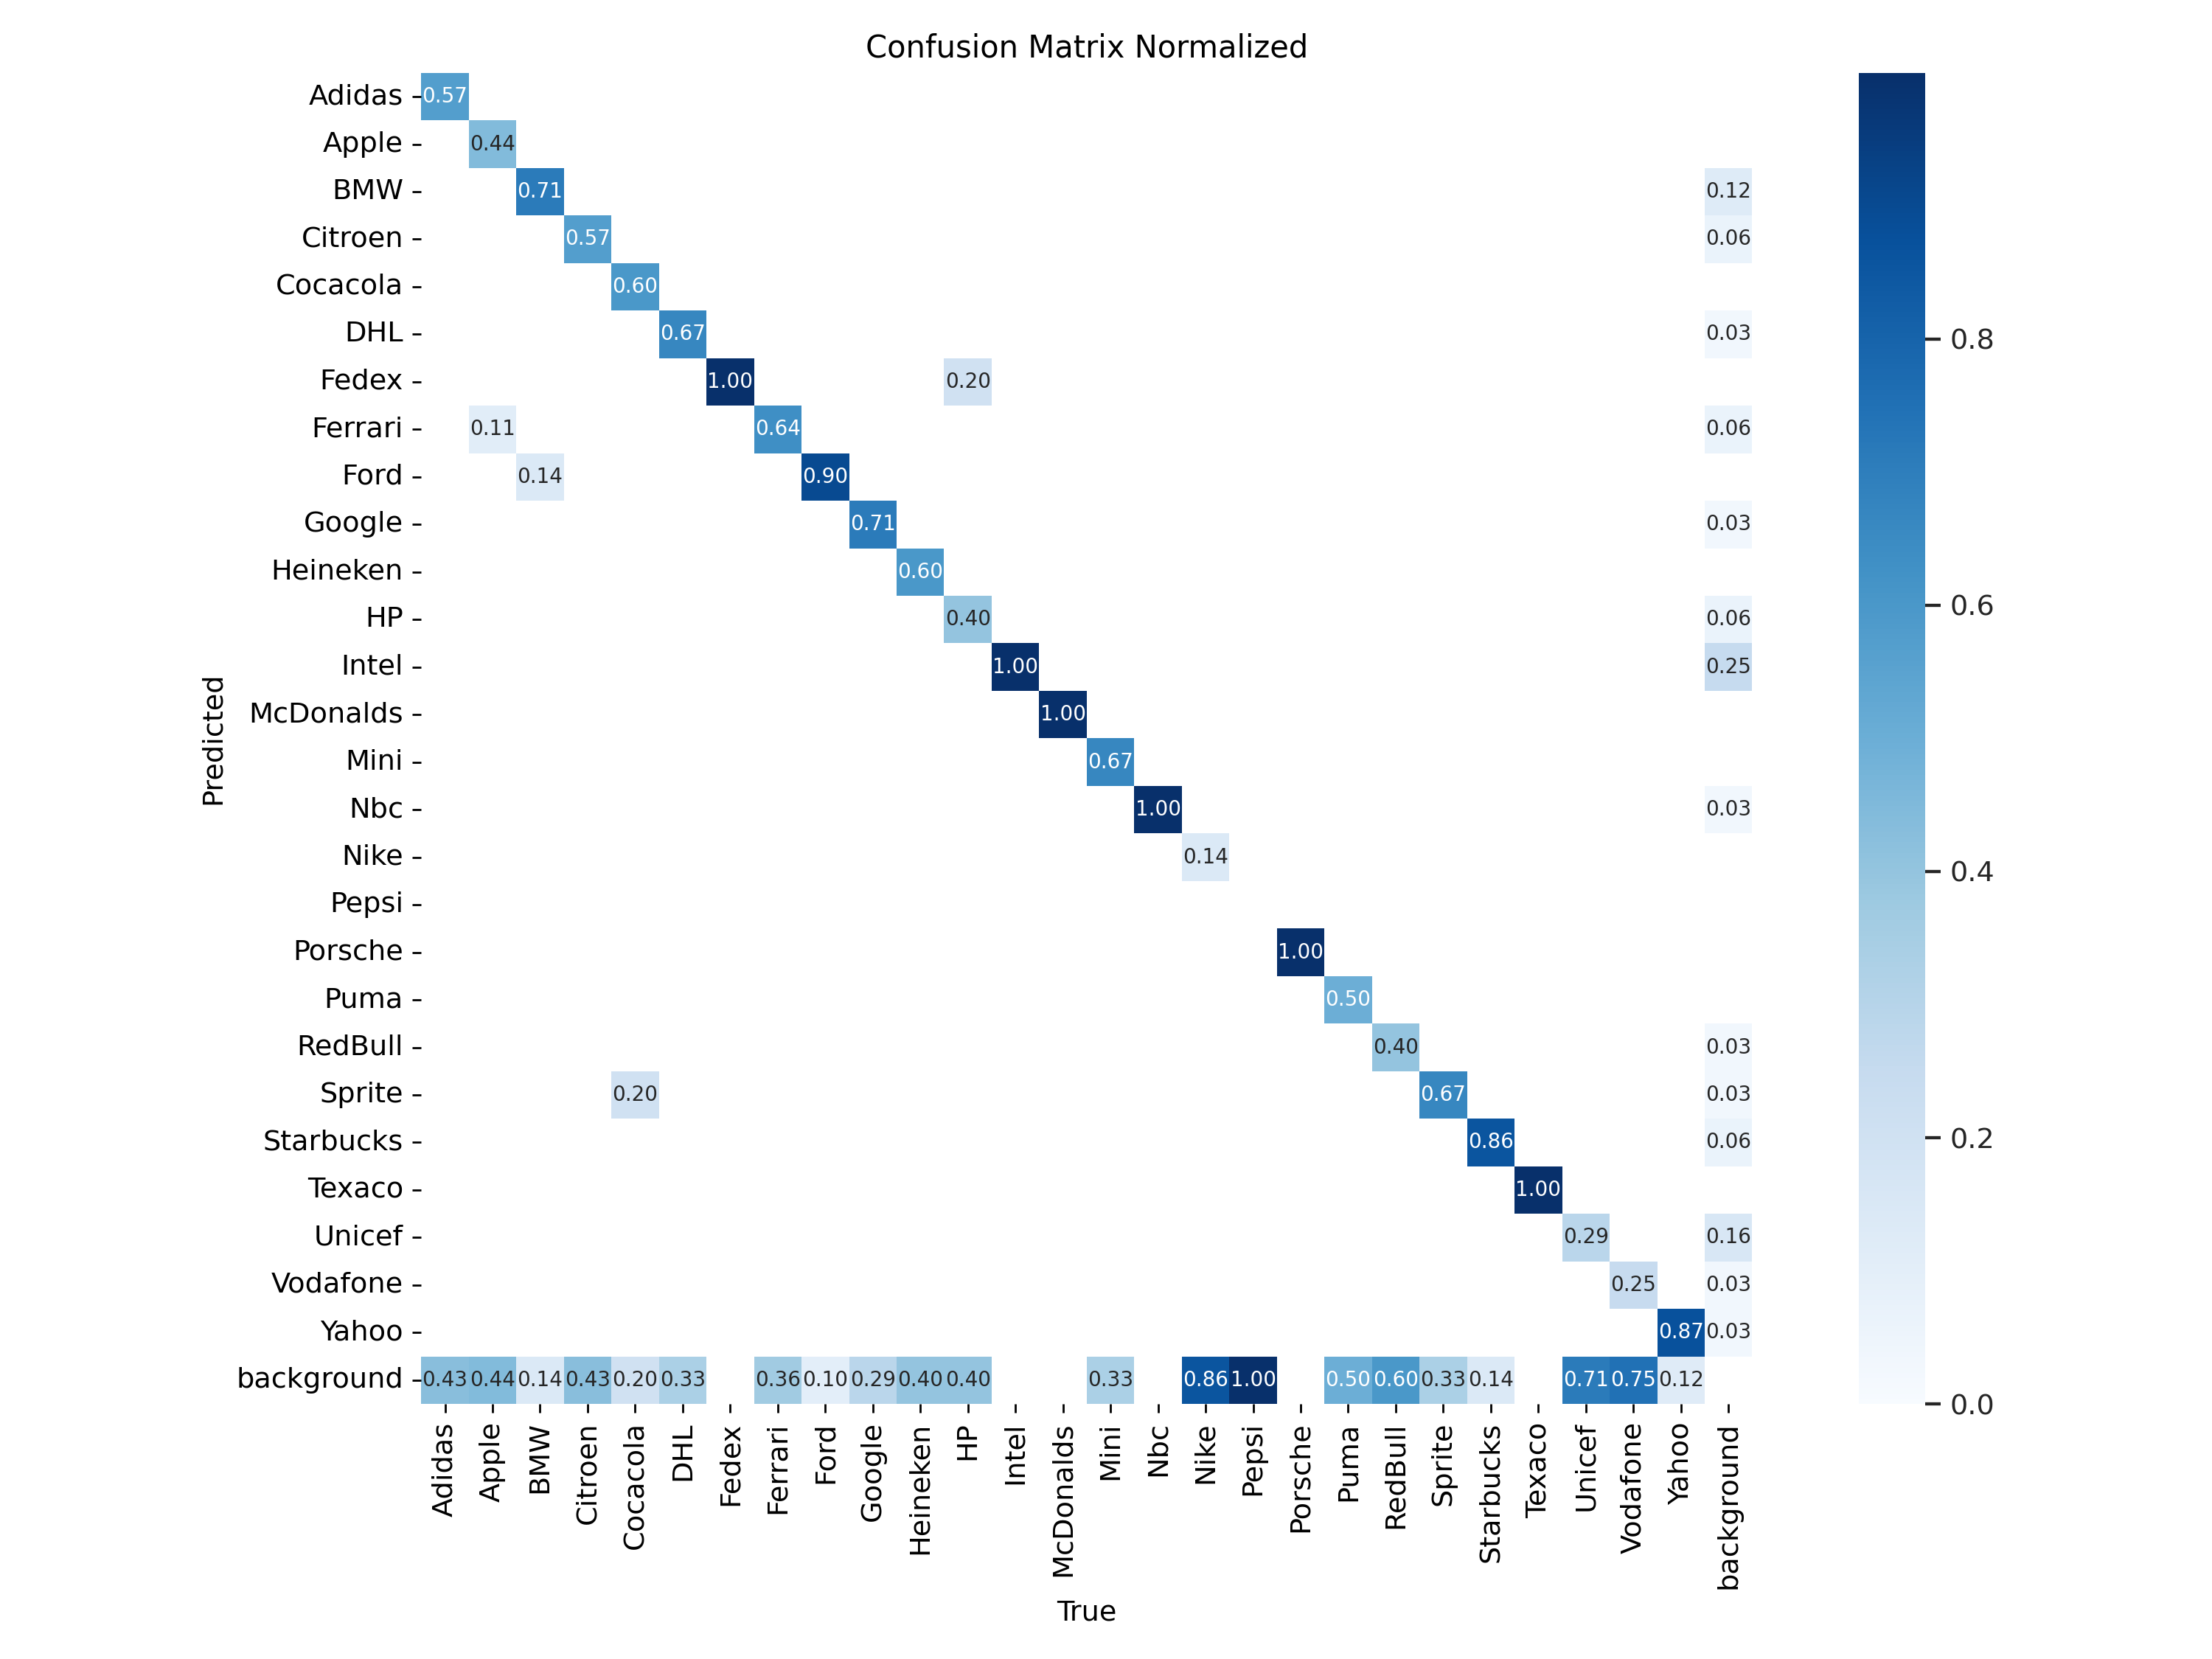 Confusion Matrix Normalized
Adidas 0.57
Apple 0.44
BMW 0.71 0.12
Citroen 0.57 0.06
Cocacola 0.60
DHL 0.67 0.03
Fedex 1.00 0.20
Ferrari 0.11 0.64 0.06
Ford 0.14 0.90
Google 0.71 0.03
Heineken 0.60
HP 0.40 0.06
Intel 1.00 0.25
McDonalds 1.00
Mini 0.67
Nbc 1.00 0.03
Nike 0.14
Pepsi
Porsche 1.00
Puma 0.50
RedBull 0.40 0.03
Sprite 0.20 0.67 0.03
Starbucks 0.86 0.06
Texaco 1.00
Unicef 0.29 0.16
Vodafone 0.25 0.03
Yahoo 0.87 0.03
background 0.43 0.44 0.14 0.43 0.20 0.33 0.36 0.10 0.29 0.40 0.40 0.33 0.86 1.00 0.50 0.60 0.33 0.14 0.71 0.75 0.12
Predicted
Adidas Apple BMW Citroen Cocacola DHL Fedex Ferrari Ford Google Heineken HP Intel McDonalds Mini Nbc Nike Pepsi Porsche Puma RedBull Sprite Starbucks Texaco Unicef Vodafone Yahoo background
True
0.8
0.6
0.4
0.2
0.0